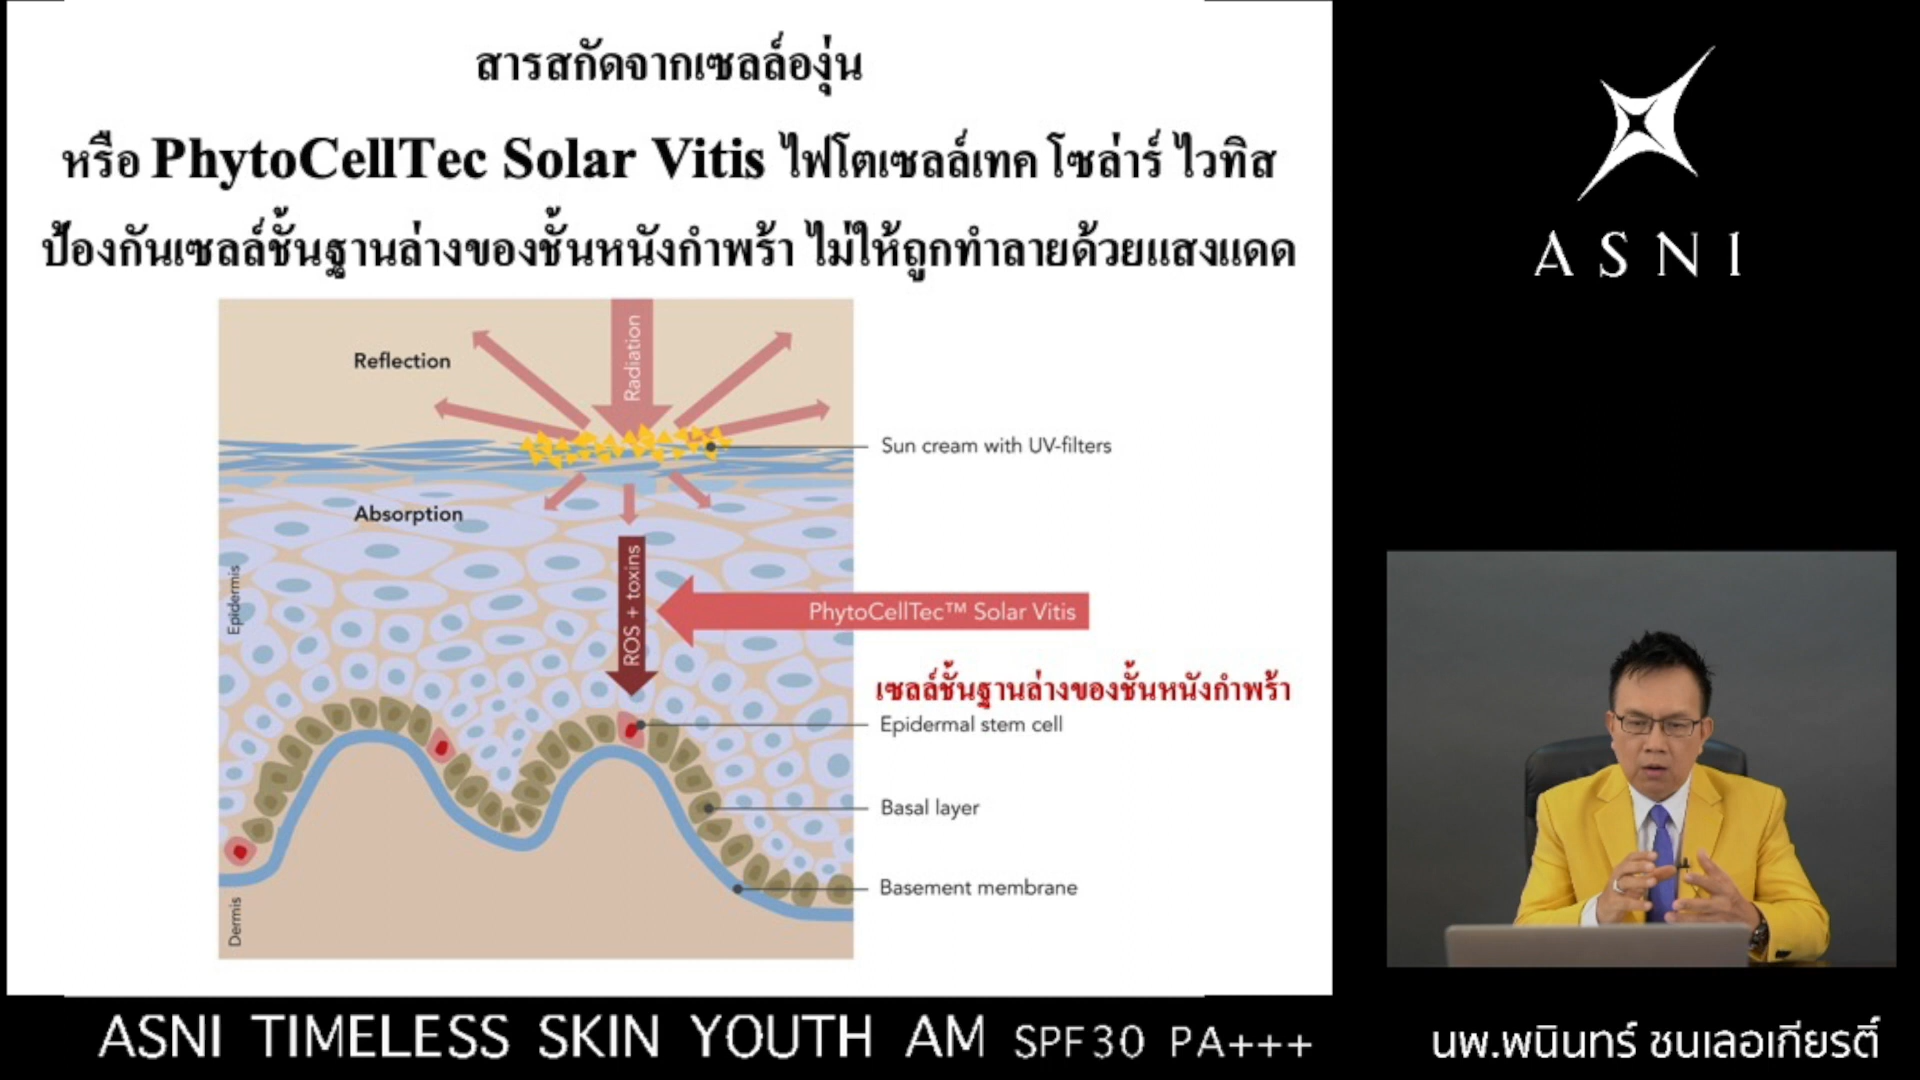 สารสกัดจากเซลล์องุ่น
หรือ PhytoCellTec Solar Vitis ไฟโตเซลล์เทค โซล่าร์ ไวทิส
ป้องกันเซลล์ชั้นฐานล่างของชั้นหนังกำพร้า ไม่ให้ถูกทำลายด้วยแสงแดด
Reflection
Radiation
Sun cream with UV-filters
Absorption
Epidermis
ROS + toxins
PhytoCellTec™ Solar Vitis
เซลล์ชั้นฐานล่างของชั้นหนังกำพร้า
Epidermal stem cell
Basal layer
Basement membrane
Dermis
ASNI
ASNI TIMELESS SKIN YOUTH AM SPF30 PA+++
นพ.พนินทร์ ชนเลอเกียรติ์